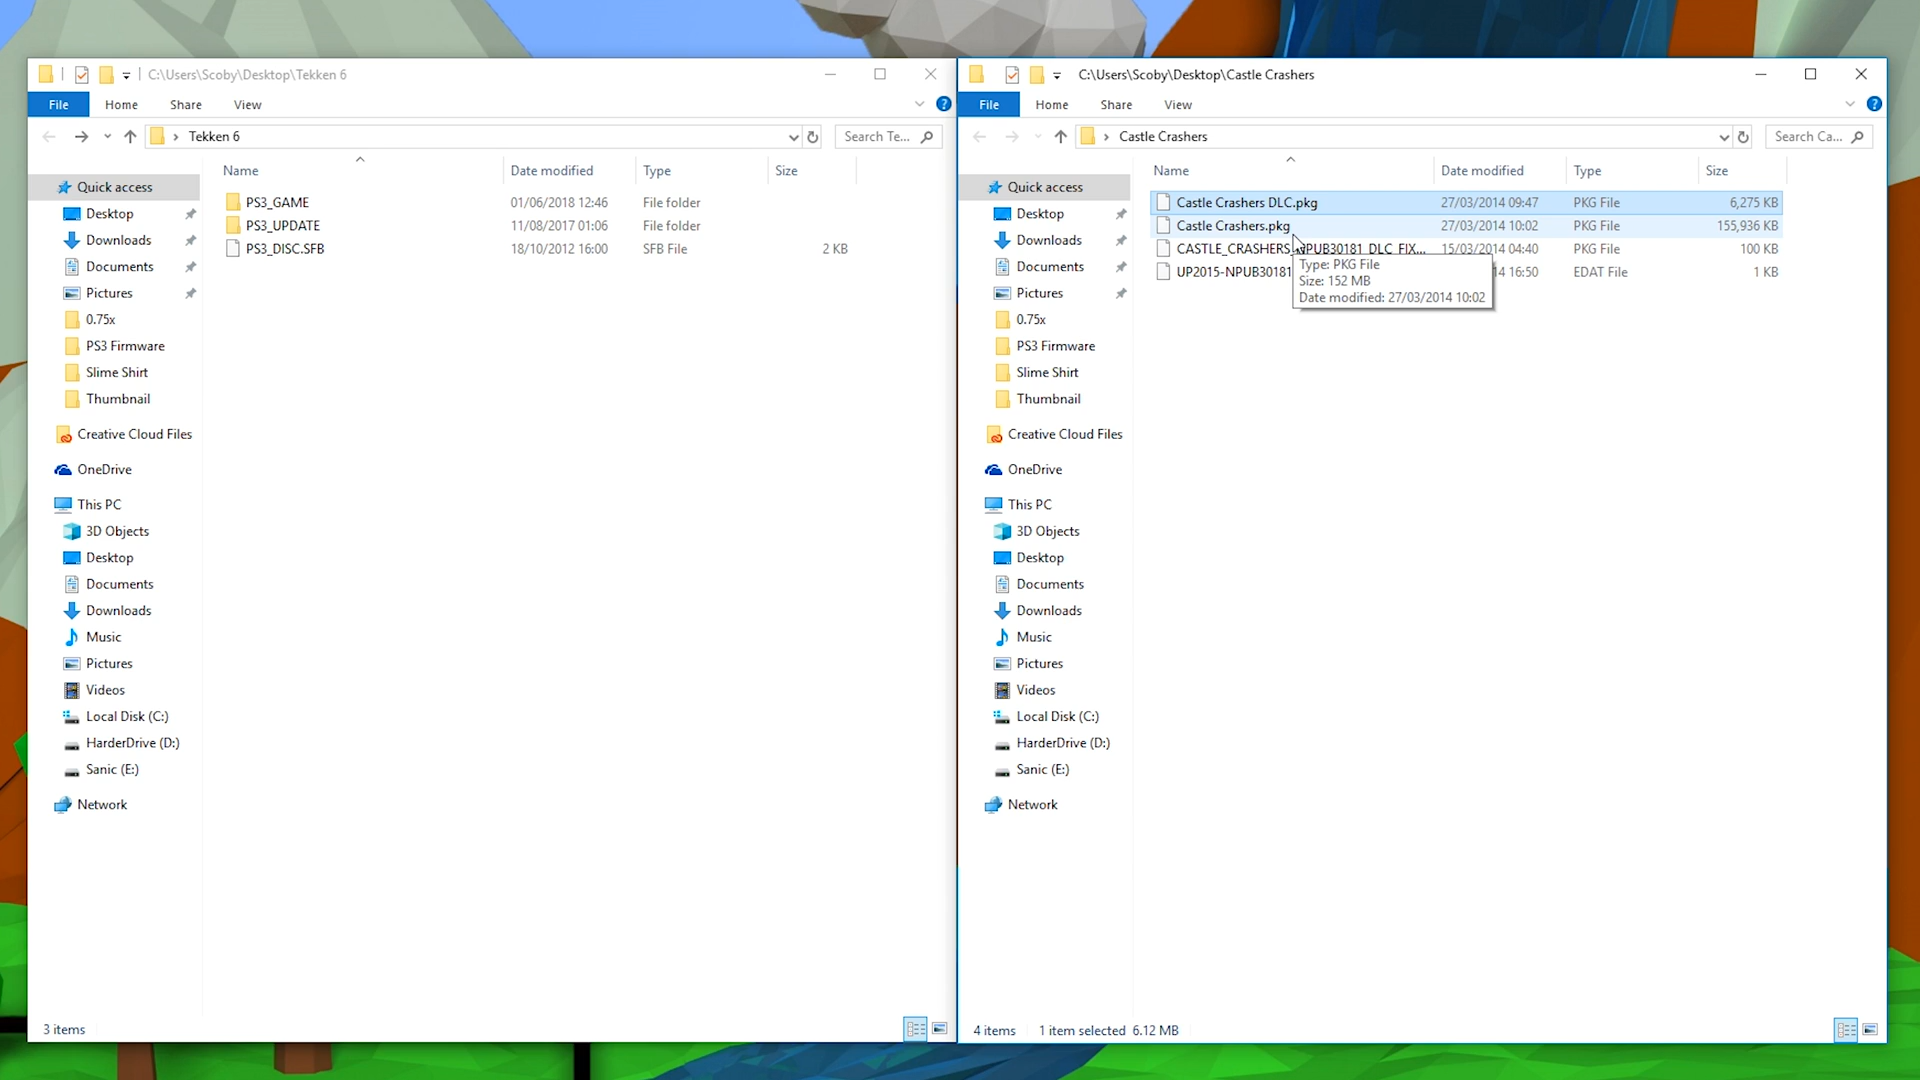 C:\Users\Scoby\Desktop\Tekken 6
File Home Share View
Tekken 6
Search Te...
Name Date modified Type Size
PS3_GAME 01/06/2018 12:46 File folder
PS3_UPDATE 11/08/2017 01:06 File folder
PS3_DISC.SFB 18/10/2012 16:00 SFB File 2 KB
Quick access
Desktop
Downloads
Documents
Pictures
0.75x
PS3 Firmware
Slime Shirt
Thumbnail
Creative Cloud Files
OneDrive
This PC
3D Objects
Desktop
Documents
Downloads
Music
Pictures
Videos
Local Disk (C:)
HarderDrive (D:)
Sanic (E:)
Network
3 items
C:\Users\Scoby\Desktop\Castle Crashers
File Home Share View
Castle Crashers
Search Ca...
Name Date modified Type Size
Castle Crashers DLC.pkg 27/03/2014 09:47 PKG File 6,275 KB
Castle Crashers.pkg 27/03/2014 10:02 PKG File 155,936 KB
CASTLE_CRASHERS_NPUB30181_DLC_FIX... 15/03/2014 04:40 PKG File 100 KB
UP2015-NPUB30181 14 16:50 EDAT File 1 KB
Type: PKG File
Size: 152 MB
Date modified: 27/03/2014 10:02
Quick access
Desktop
Downloads
Documents
Pictures
0.75x
PS3 Firmware
Slime Shirt
Thumbnail
Creative Cloud Files
OneDrive
This PC
3D Objects
Desktop
Documents
Downloads
Music
Pictures
Videos
Local Disk (C:)
HarderDrive (D:)
Sanic (E:)
Network
4 items 1 item selected 6.12 MB